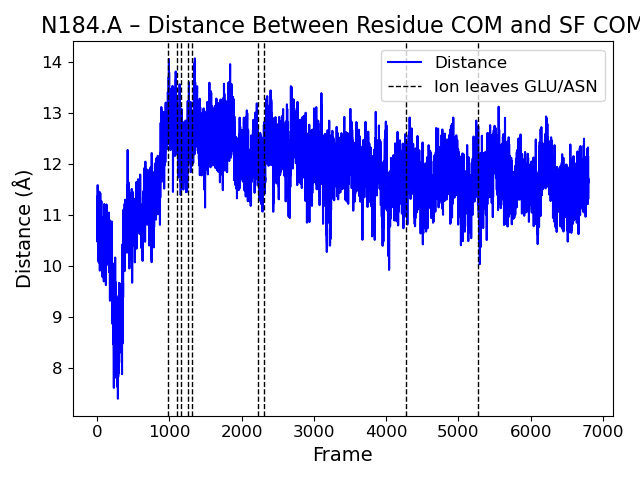 N184.A – Distance Between Residue COM and SF COM
Distance
Ion leaves GLU/ASN
Distance (Å)
14
13
12
11
10
9
8
0 1000 2000 3000 4000 5000 6000 7000
Frame